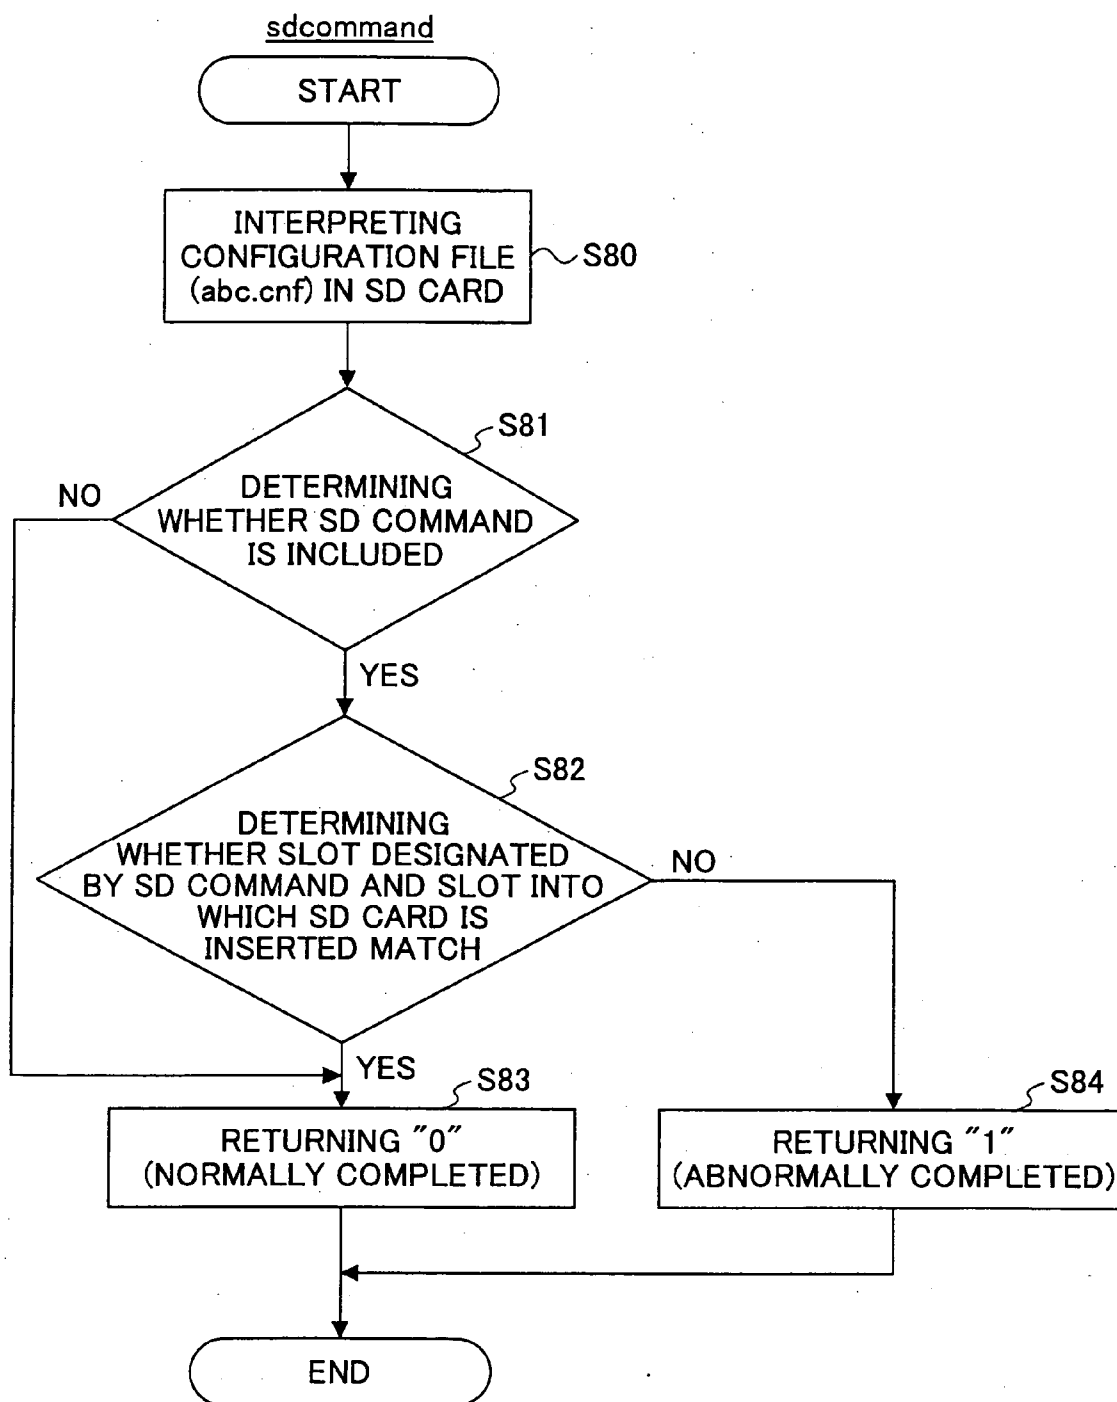 sdcommand
START
INTERPRETING
CONFIGURATION FILE
(abc.cnf) IN SD CARD
S80
S81
NO
DETERMINING
WHETHER SD COMMAND
IS INCLUDED
YES
S82
DETERMINING
WHETHER SLOT DESIGNATED
BY SD COMMAND AND SLOT INTO
WHICH SD CARD IS
INSERTED MATCH
NO
YES
S83
RETURNING "0"
(NORMALLY COMPLETED)
S84
RETURNING "1"
(ABNORMALLY COMPLETED)
END